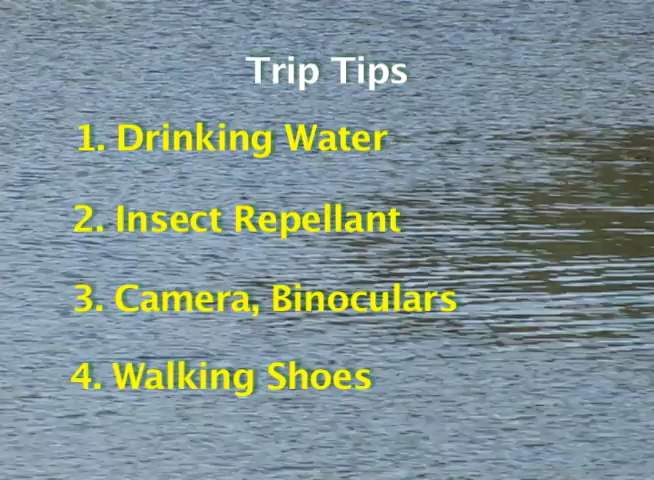 Trip Tips
1. Drinking Water
2. Insect Repellant
3. Camera, Binoculars
4. Walking Shoes